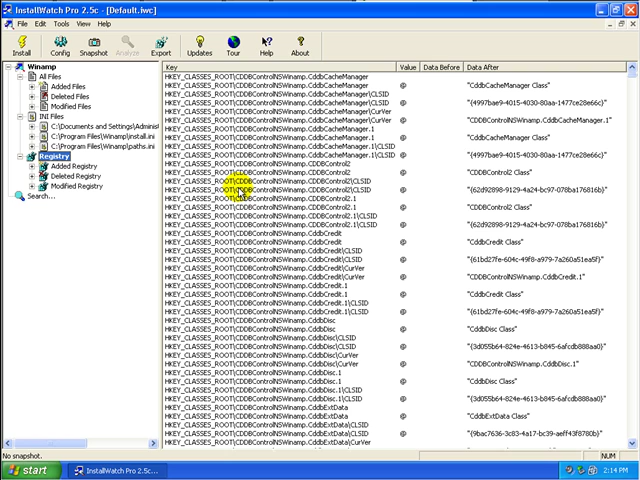 InstallWatch Pro 2.5c - [Default.iwc]
File Edit Tools View Help
Install Config Snapshot Analyze Export Updates Tour Help About
Winamp
All Files
Added Files
Deleted Files
Modified Files
INI Files
C:\Documents and Settings\Adminis
C:\Program Files\Winamp\install.ini
C:\Program Files\Winamp\paths.ini
Registry
Added Registry
Deleted Registry
Modified Registry
Search...
Key Value Data Before Data After
HKEY_CLASSES_ROOT\CDDBControlNSWinamp.CddbCacheManager
HKEY_CLASSES_ROOT\CDDBControlNSWinamp.CddbCacheManager @ "CddbCacheManager Class"
HKEY_CLASSES_ROOT\CDDBControlNSWinamp.CddbCacheManager\CLSID
HKEY_CLASSES_ROOT\CDDBControlNSWinamp.CddbCacheManager\CLSID @ "{4997bae9-4015-4030-80aa-1477ce28e66c}"
HKEY_CLASSES_ROOT\CDDBControlNSWinamp.CddbCacheManager\CurVer
HKEY_CLASSES_ROOT\CDDBControlNSWinamp.CddbCacheManager\CurVer @ "CDDBControlNSWinamp.CddbCacheManager.1"
HKEY_CLASSES_ROOT\CDDBControlNSWinamp.CddbCacheManager.1
HKEY_CLASSES_ROOT\CDDBControlNSWinamp.CddbCacheManager.1 @ "CddbCacheManager Class"
HKEY_CLASSES_ROOT\CDDBControlNSWinamp.CddbCacheManager.1\CLSID
HKEY_CLASSES_ROOT\CDDBControlNSWinamp.CddbCacheManager.1\CLSID @ "{4997bae9-4015-4030-80aa-1477ce28e66c}"
HKEY_CLASSES_ROOT\CDDBControlNSWinamp.CDDBControl2
HKEY_CLASSES_ROOT\CDDBControlNSWinamp.CDDBControl2 @ "CDDBControl2 Class"
HKEY_CLASSES_ROOT\CDDBControlNSWinamp.CDDBControl2\CLSID
HKEY_CLASSES_ROOT\CDDBControlNSWinamp.CDDBControl2\CLSID @ "{62d92898-9129-4a24-bc97-078ba176816b}"
HKEY_CLASSES_ROOT\CDDBControlNSWinamp.CDDBControl2.1
HKEY_CLASSES_ROOT\CDDBControlNSWinamp.CDDBControl2.1 @ "CDDBControl2 Class"
HKEY_CLASSES_ROOT\CDDBControlNSWinamp.CDDBControl2.1\CLSID
HKEY_CLASSES_ROOT\CDDBControlNSWinamp.CDDBControl2.1\CLSID @ "{62d92898-9129-4a24-bc97-078ba176816b}"
HKEY_CLASSES_ROOT\CDDBControlNSWinamp.CddbCredit
HKEY_CLASSES_ROOT\CDDBControlNSWinamp.CddbCredit @ "CddbCredit Class"
HKEY_CLASSES_ROOT\CDDBControlNSWinamp.CddbCredit\CLSID
HKEY_CLASSES_ROOT\CDDBControlNSWinamp.CddbCredit\CLSID @ "{61bd27fe-604c-49f8-a979-7a260a51ea5f}"
HKEY_CLASSES_ROOT\CDDBControlNSWinamp.CddbCredit\CurVer
HKEY_CLASSES_ROOT\CDDBControlNSWinamp.CddbCredit\CurVer @ "CDDBControlNSWinamp.CddbCredit.1"
HKEY_CLASSES_ROOT\CDDBControlNSWinamp.CddbCredit.1
HKEY_CLASSES_ROOT\CDDBControlNSWinamp.CddbCredit.1 @ "CddbCredit Class"
HKEY_CLASSES_ROOT\CDDBControlNSWinamp.CddbCredit.1\CLSID
HKEY_CLASSES_ROOT\CDDBControlNSWinamp.CddbCredit.1\CLSID @ "{61bd27fe-604c-49f8-a979-7a260a51ea5f}"
HKEY_CLASSES_ROOT\CDDBControlNSWinamp.CddbDisc
HKEY_CLASSES_ROOT\CDDBControlNSWinamp.CddbDisc @ "CddbDisc Class"
HKEY_CLASSES_ROOT\CDDBControlNSWinamp.CddbDisc\CLSID
HKEY_CLASSES_ROOT\CDDBControlNSWinamp.CddbDisc\CLSID @ "{3d055b64-824e-4613-b845-6afcdb888aa0}"
HKEY_CLASSES_ROOT\CDDBControlNSWinamp.CddbDisc\CurVer
HKEY_CLASSES_ROOT\CDDBControlNSWinamp.CddbDisc\CurVer @ "CDDBControlNSWinamp.CddbDisc.1"
HKEY_CLASSES_ROOT\CDDBControlNSWinamp.CddbDisc.1
HKEY_CLASSES_ROOT\CDDBControlNSWinamp.CddbDisc.1 @ "CddbDisc Class"
HKEY_CLASSES_ROOT\CDDBControlNSWinamp.CddbDisc.1\CLSID
HKEY_CLASSES_ROOT\CDDBControlNSWinamp.CddbDisc.1\CLSID @ "{3d055b64-824e-4613-b845-6afcdb888aa0}"
HKEY_CLASSES_ROOT\CDDBControlNSWinamp.CddbExtData
HKEY_CLASSES_ROOT\CDDBControlNSWinamp.CddbExtData @ "CddbExtData Class"
HKEY_CLASSES_ROOT\CDDBControlNSWinamp.CddbExtData\CLSID
HKEY_CLASSES_ROOT\CDDBControlNSWinamp.CddbExtData\CLSID @ "{9bac7636-3c83-4a17-bc39-aeff43f8780b}"
HKEY_CLASSES_ROOT\CDDBControlNSWinamp.CddbExtData\CurVer
No snapshot. NUM
start InstallWatch Pro 2.5c... 2:14 PM